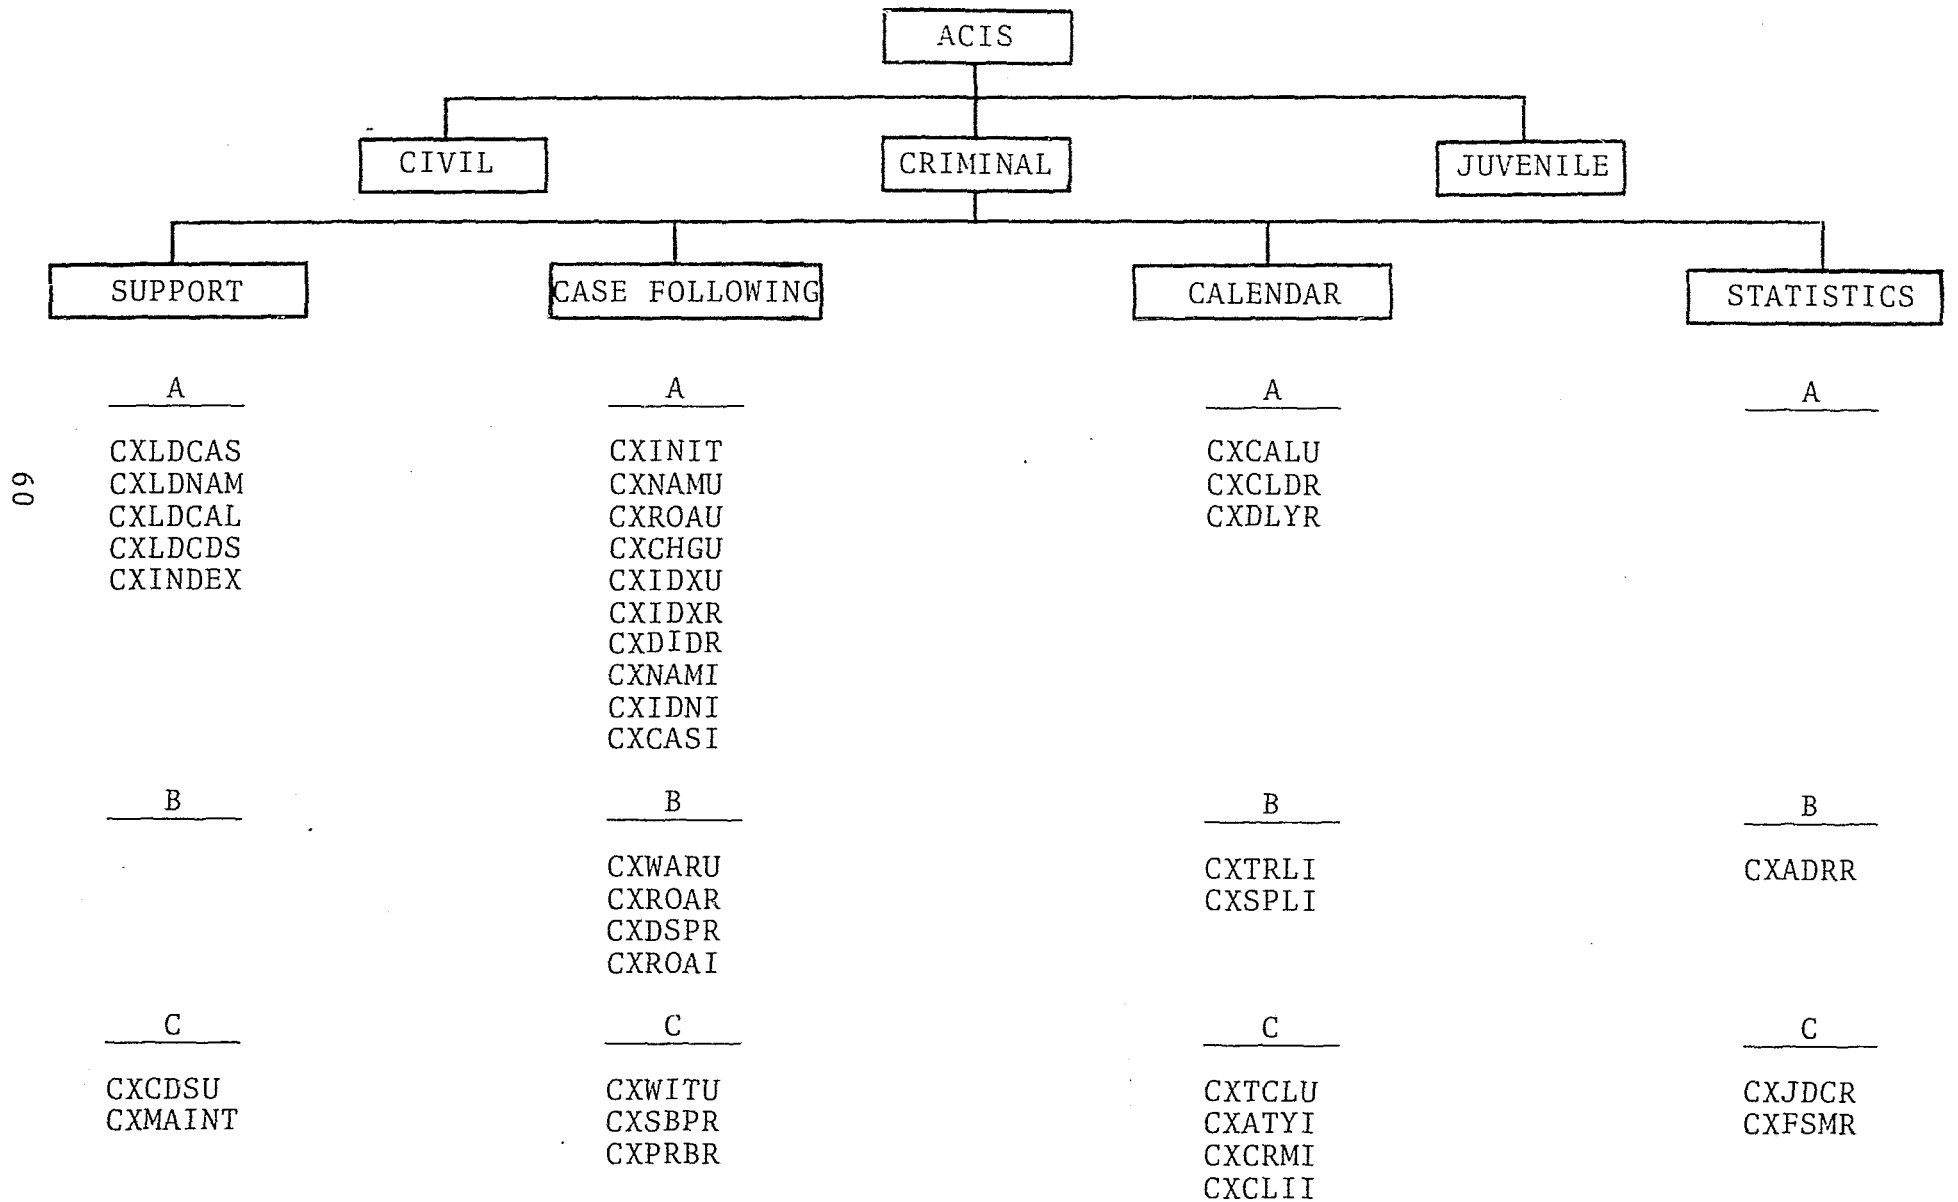 ACIS
CIVIL
CRIMINAL
JUVENILE
SUPPORT
CASE FOLLOWING
CALENDAR
STATISTICS
A
CXLDCAS
CXLDNAM
CXLDCAL
CXLDCDS
CXINDEX
B
C
CXCDSU
CXMAINT
A
CXINIT
CXNAMU
CXROAU
CXCHGU
CXIDXU
CXIDXR
CXDIDR
CXNAMI
CXIDNI
CXCASI
B
CXWARU
CXROAR
CXDSPR
CXROAI
C
CXWITU
CXSBPR
CXPRBR
A
CXCALU
CXCLDR
CXDLYR
B
CXTRLI
CXSPLI
C
CXTCLU
CXATYI
CXCRMI
CXCLII
A
B
CXADRR
C
CXJDCR
CXFSMR
60